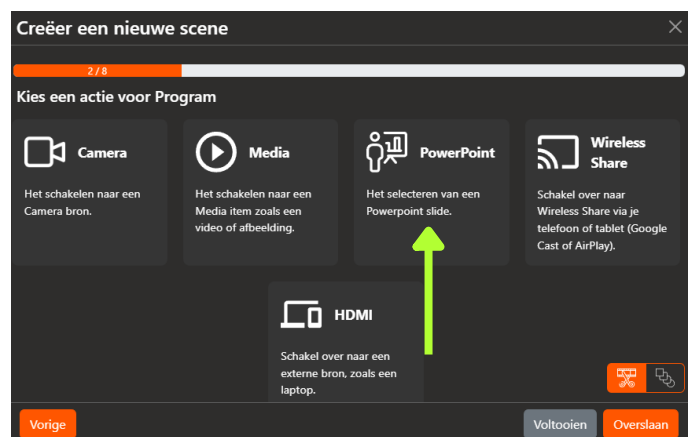 Creëer een nieuwe scene
2 / 8
Kies een actie voor Program
Camera
Het schakelen naar een
Camera bron.
Media
Het schakelen naar een
Media item zoals een
video of afbeelding.
PowerPoint
Het selecteren van een
Powerpoint slide.
Wireless
Share
Schakel over naar
Wireless Share via je
telefoon of tablet (Google
Cast of AirPlay).
HDMI
Schakel over naar een
externe bron, zoals een
laptop.
Vorige
Voltooien
Overslaan